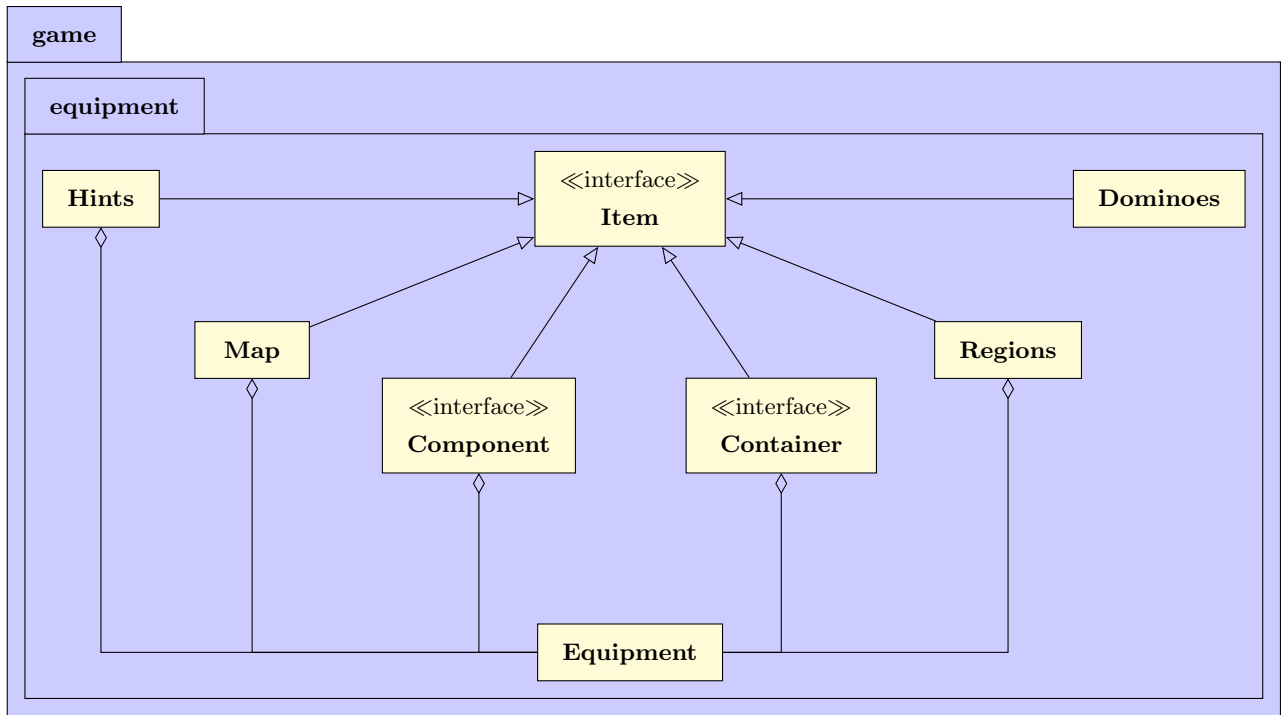 game
equipment
Hints
≪interface≫
Item
Dominoes
Map
Regions
≪interface≫
Component
≪interface≫
Container
Equipment